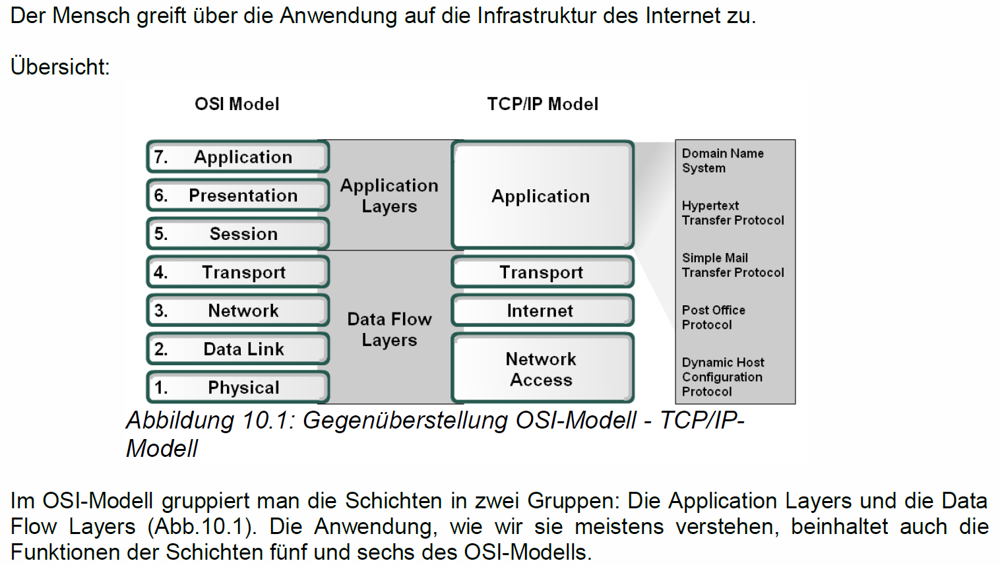 Der Mensch greift über die Anwendung auf die Infrastruktur des Internet zu.
Übersicht:
OSI Model
TCP/IP Model
7. Application
6. Presentation
5. Session
4. Transport
3. Network
2. Data Link
1. Physical
Application
Layers
Data Flow
Layers
Application
Transport
Internet
Network
Access
Domain Name
System
Hypertext
Transfer Protocol
Simple Mail
Transfer Protocol
Post Office
Protocol
Dynamic Host
Configuration
Protocol
Abbildung 10.1: Gegenüberstellung OSI-Modell - TCP/IP-
Modell
Im OSI-Modell gruppiert man die Schichten in zwei Gruppen: Die Application Layers und die Data
Flow Layers (Abb.10.1). Die Anwendung, wie wir sie meistens verstehen, beinhaltet auch die
Funktionen der Schichten fünf und sechs des OSI-Modells.